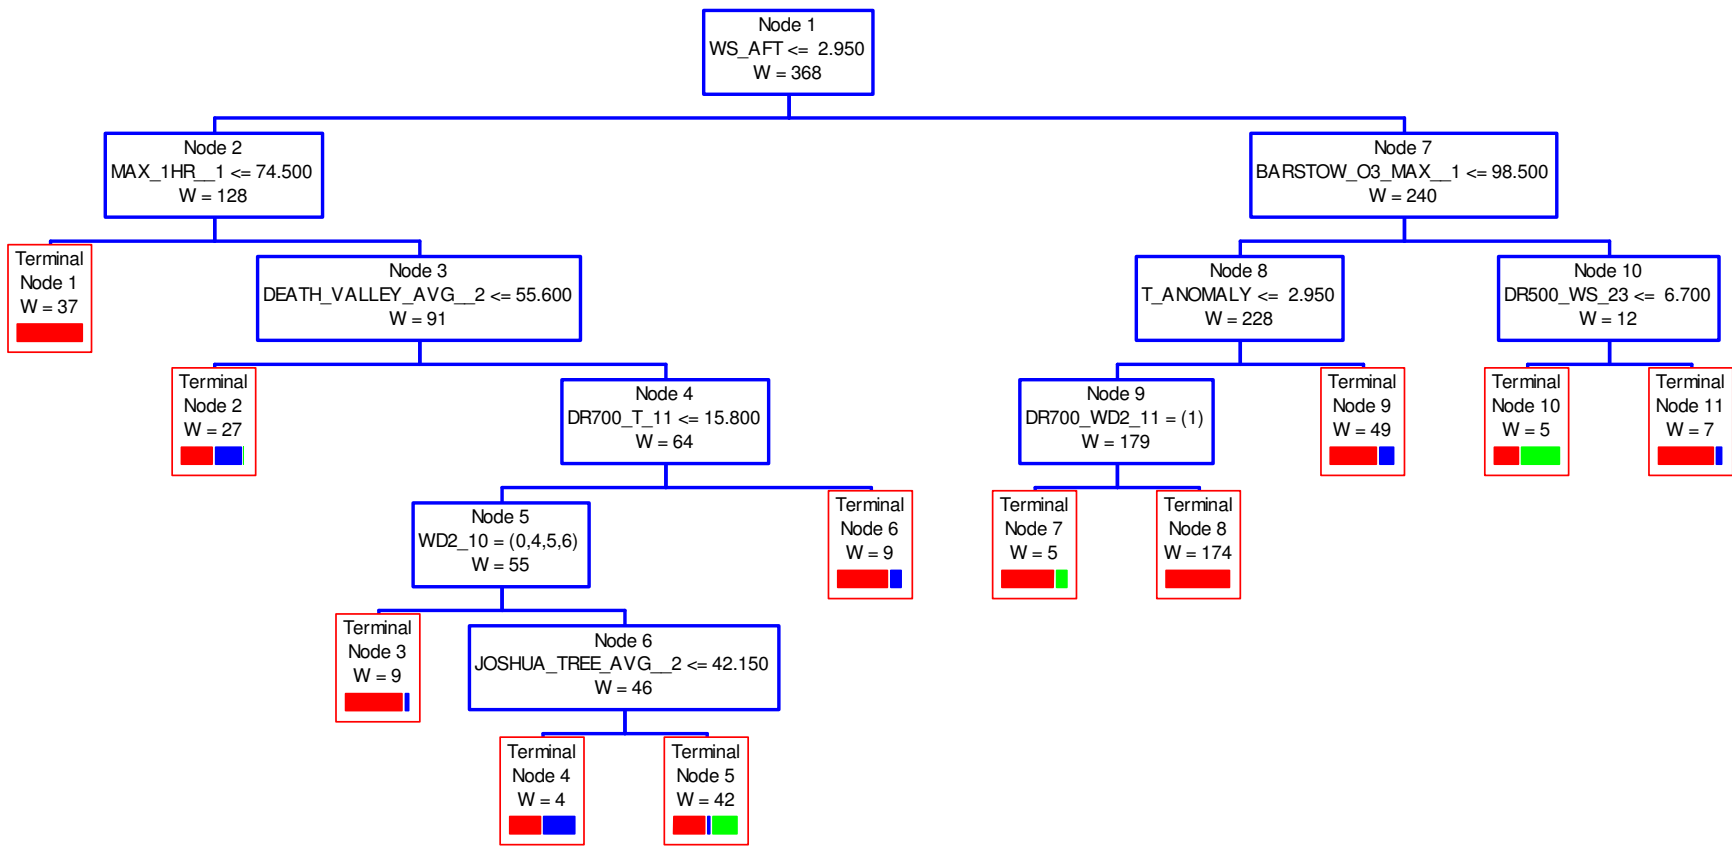 Node 1
WS_AFT <= 2.950
W = 368
Node 2
MAX_1HR__1 <= 74.500
W = 128
Node 7
BARSTOW_O3_MAX__1 <= 98.500
W = 240
Terminal
Node 1
W = 37
Node 3
DEATH_VALLEY_AVG__2 <= 55.600
W = 91
Node 8
T_ANOMALY <= 2.950
W = 228
Node 10
DR500_WS_23 <= 6.700
W = 12
Terminal
Node 2
W = 27
Node 4
DR700_T_11 <= 15.800
W = 64
Node 9
DR700_WD2_11 = (1)
W = 179
Terminal
Node 9
W = 49
Terminal
Node 10
W = 5
Terminal
Node 11
W = 7
Node 5
WD2_10 = (0,4,5,6)
W = 55
Terminal
Node 6
W = 9
Terminal
Node 7
W = 5
Terminal
Node 8
W = 174
Terminal
Node 3
W = 9
Node 6
JOSHUA_TREE_AVG__2 <= 42.150
W = 46
Terminal
Node 4
W = 4
Terminal
Node 5
W = 42